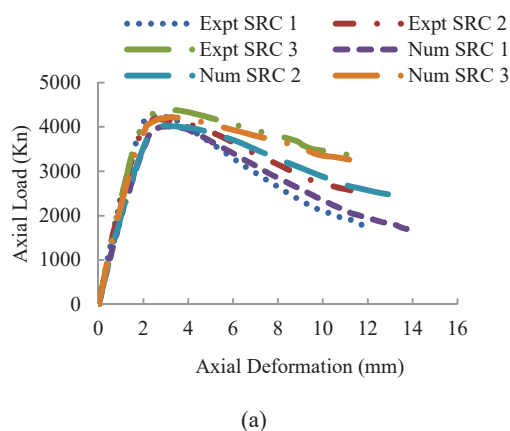 Expt SRC 1 Expt SRC 2
Expt SRC 3 Num SRC 1
Num SRC 2 Num SRC 3
5000
4000
3000
2000
1000
0
Axial Load (Kn)
0 2 4 6 8 10 12 14 16
Axial Deformation (mm)
(a)